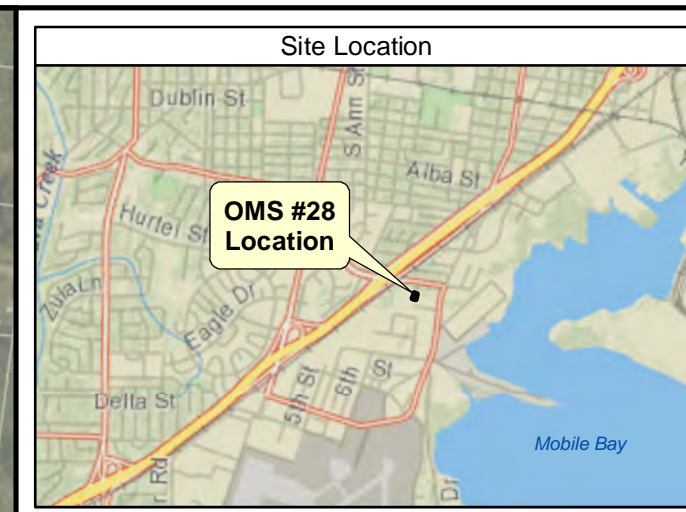 Site Location
Dublin St
S Ann St
Creek
Alba St
OMS #28
Location
Hurtel St
Zula Ln
Eagle Dr
Delta St
5th St
6th St
Mobile Bay
Rd
Dr